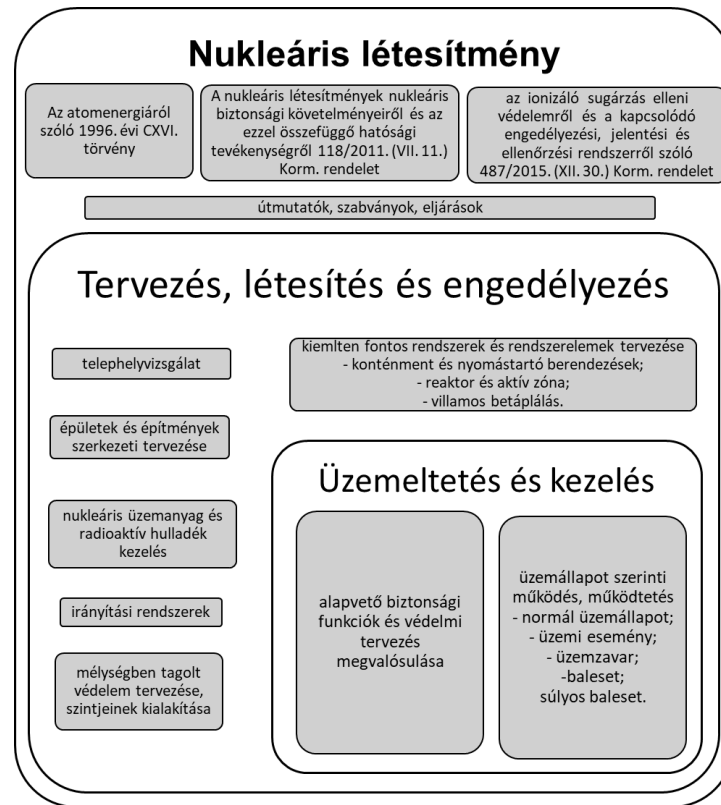 Nukleáris létesítmény
Az atomenergiáról
szóló 1996. évi CXVI.
törvény
A nukleáris létesítmények nukleáris
biztonsági követelményeiről és az
ezzel összefüggő hatósági
tevékenységről 118/2011. (VII. 11.)
Korm. rendelet
az ionizáló sugárzás elleni
védelemről és a kapcsolódó
engedélyezési, jelentési és
ellenőrzési rendszerről szóló
487/2015. (XII. 30.) Korm. rendelet
útmutatók, szabványok, eljárások
Tervezés, létesítés és engedélyezés
telephelyvizsgálat
épületek és építmények
szerkezeti tervezése
nukleáris üzemanyag és
radioaktív hulladék
kezelés
irányítási rendszerek
mélységben tagolt
védelem tervezése,
szintjeinek kialakítása
kiemlten fontos rendszerek és rendszerelemek tervezése
- konténment és nyomástartó berendezések;
- reaktor és aktív zóna;
- villamos betáplálás.
Üzemeltetés és kezelés
alapvető biztonsági
funkciók és védelmi
tervezés
megvalósulása
üzemállapot szerinti
működés, működtetés
- normál üzemállapot;
- üzemi esemény;
- üzemzavar;
-baleset;
súlyos baleset.